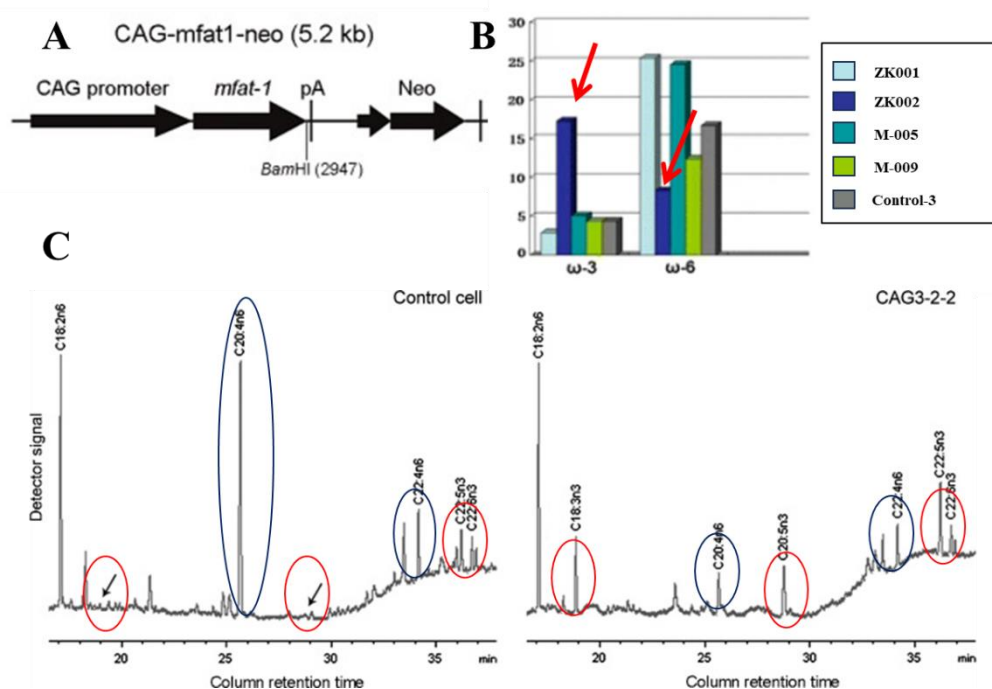 A
CAG-mfat1-neo (5.2 kb)
CAG promoter
mfat-1
pA
Neo
BamHI (2947)
B
30
25
20
15
10
5
0
ω-3
ω-6
ZK001
ZK002
M-005
M-009
Control-3
C
Control cell
C18:2n6
C20:4n6
C22:4n6
C22:5n3
C22:6n3
Detector signal
20
25
30
35
min
Column retention time
CAG3-2-2
C18:2n6
C18:3n3
C20:4n6
C20:5n3
C22:4n6
C22:5n3
C22:6n3
20
25
30
35
min
Column retention time